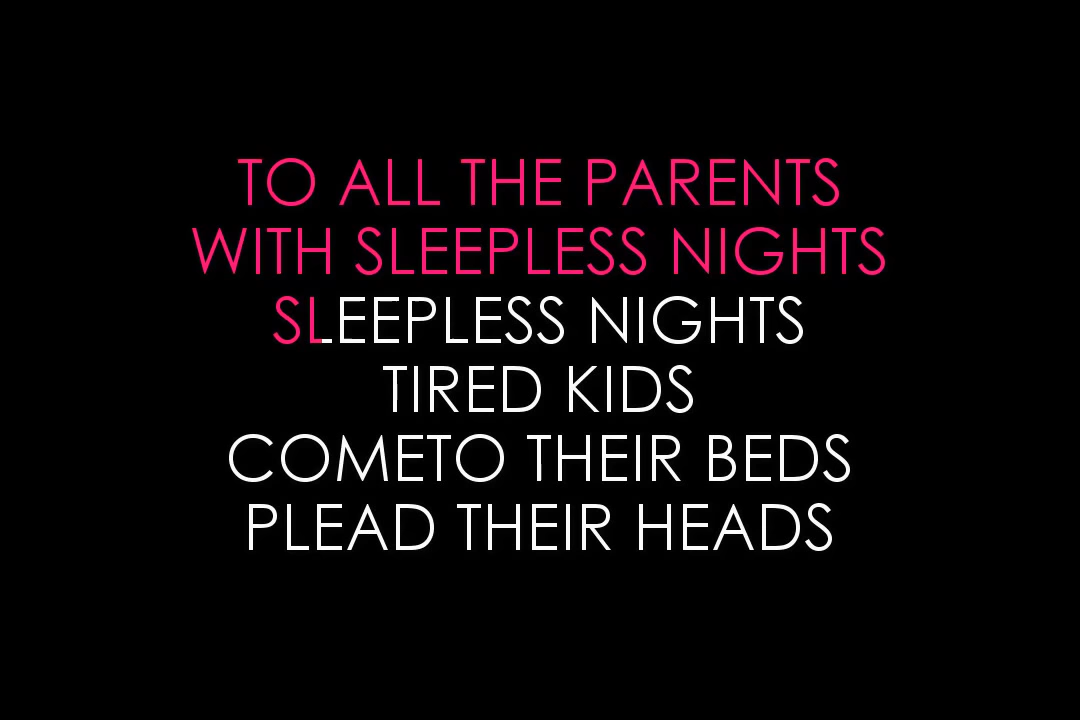 TO ALL THE PARENTS
WITH SLEEPLESS NIGHTS
SLEEPLESS NIGHTS
TIRED KIDS
COMETO THEIR BEDS
PLEAD THEIR HEADS